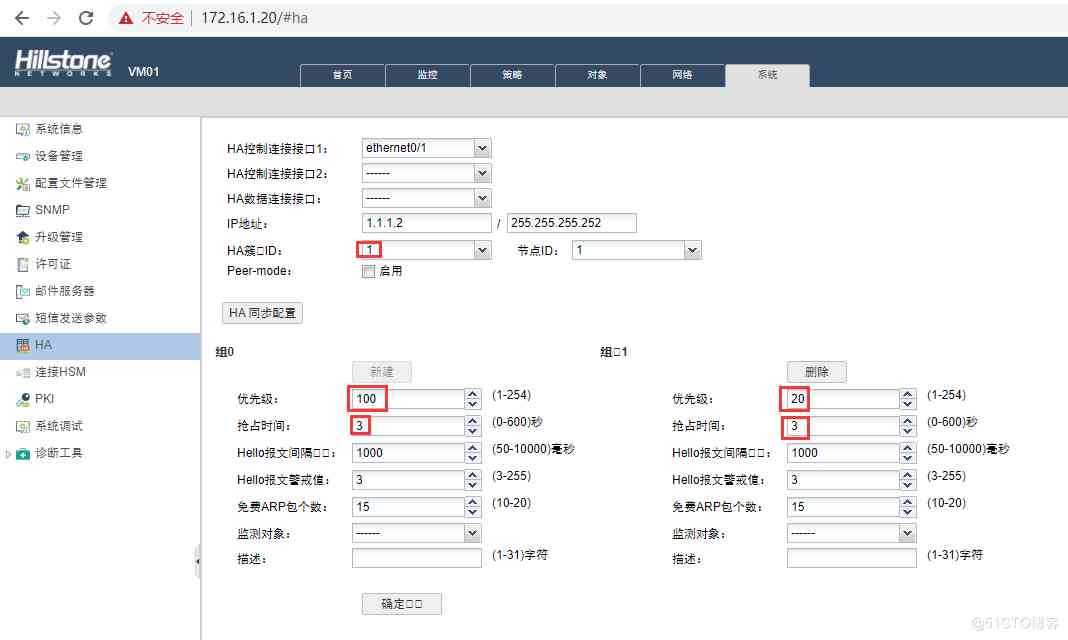 不安全 172.16.1.20/#ha
Hillstone
NETWORKS
VM01
首页 监控 策略 对象 网络 系统
系统信息
设备管理
配置文件管理
SNMP
升级管理
许可证
邮件服务器
短信发送参数
HA
连接HSM
PKI
系统调试
诊断工具
HA控制连接接口1: ethernet0/1
HA控制连接接口2: ------
HA数据连接接口: ------
IP地址: 1.1.1.2 / 255.255.255.252
HA簇□ID: 1 节点ID: 1
Peer-mode: 启用
HA 同步配置
组0 组□1
新建 删除
优先级: 100 (1-254) 优先级: 20 (1-254)
抢占时间: 3 (0-600)秒 抢占时间: 3 (0-600)秒
Hello报文间隔□□: 1000 (50-10000)毫秒 Hello报文间隔□□: 1000 (50-10000)毫秒
Hello报文警戒值: 3 (3-255) Hello报文警戒值: 3 (3-255)
免费ARP包个数: 15 (10-20) 免费ARP包个数: 15 (10-20)
监测对象: ------ 监测对象: ------
描述: (1-31)字符 描述: (1-31)字符
确定□□
@51CTO博客